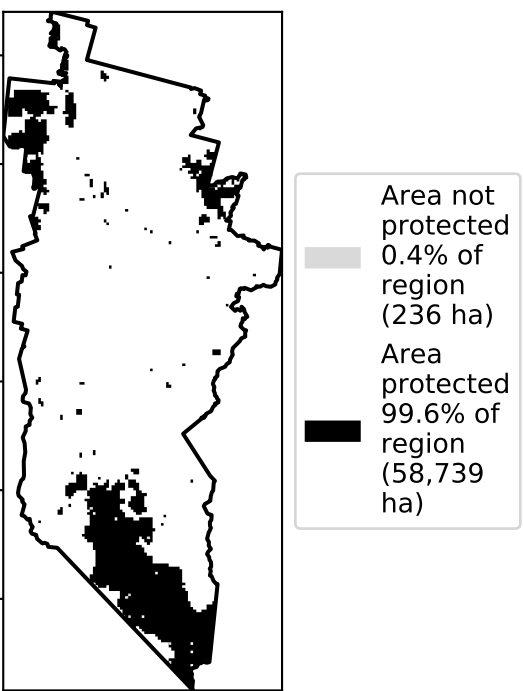 Area not
protected
0.4% of
region
(236 ha)
Area
protected
99.6% of
region
(58,739
ha)